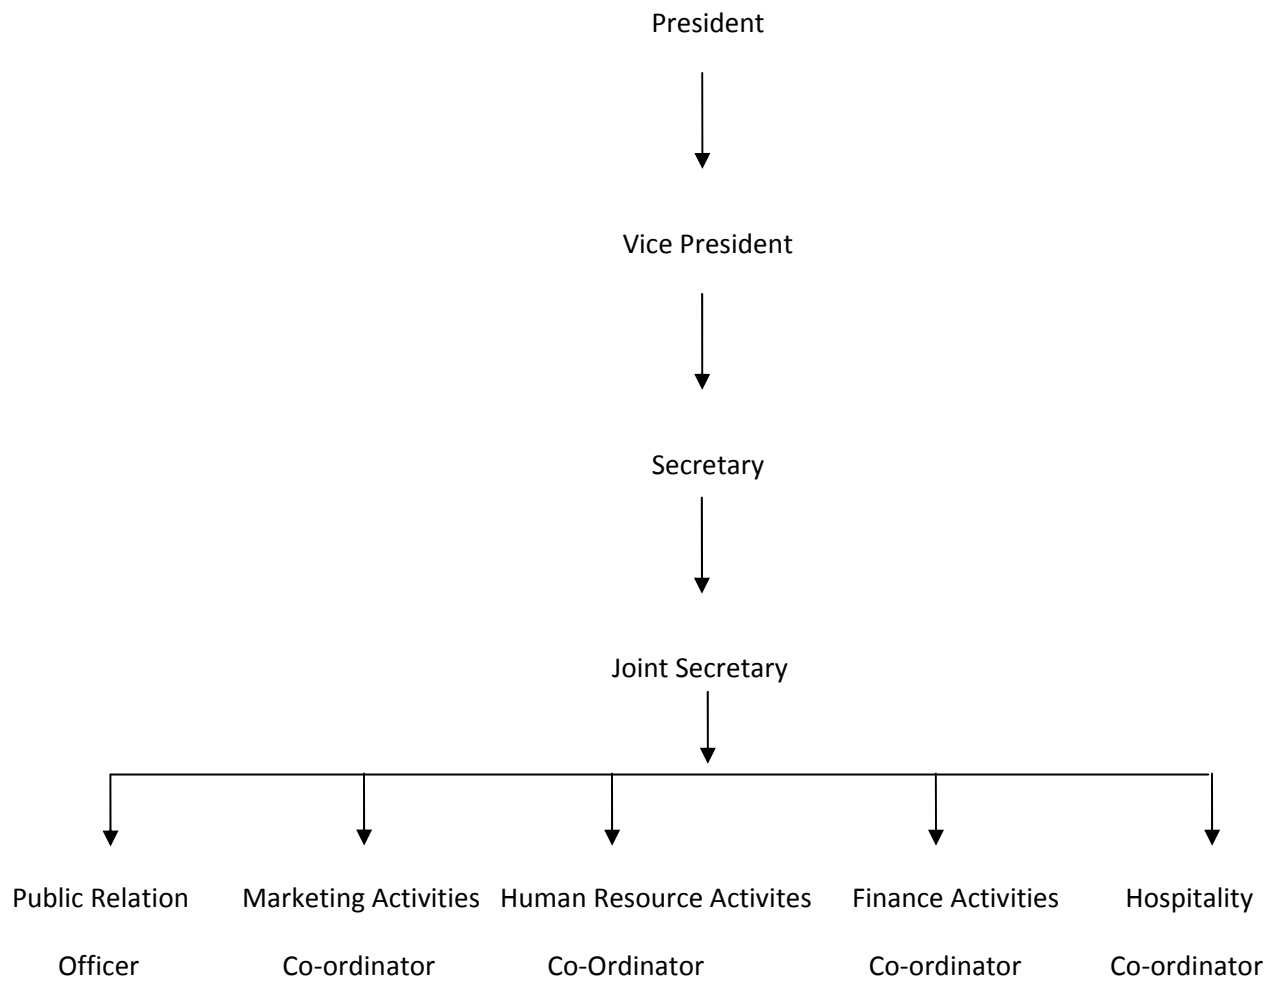 President
Vice President
Secretary
Joint Secretary
Public Relation
Officer
Marketing Activities
Co-ordinator
Human Resource Activites
Co-Ordinator
Finance Activities
Co-ordinator
Hospitality
Co-ordinator